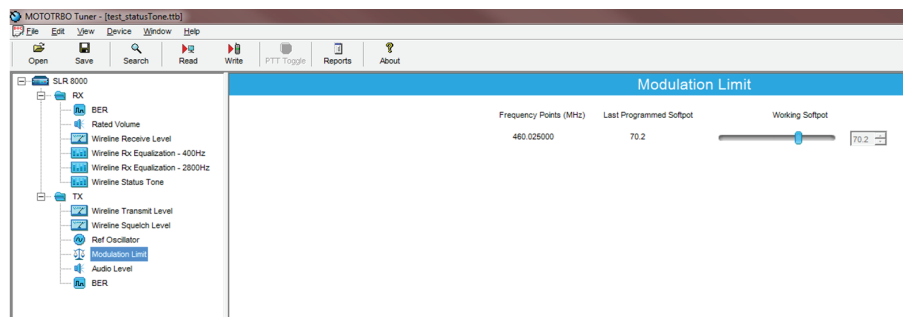 MOTOTRBO Tuner - [test_statusTone.ttb]
File Edit View Device Window Help
Open Save Search Read Write PTT Toggle Reports About
SLR 8000
RX
BER
Rated Volume
Wireline Receive Level
Wireline Rx Equalization - 400Hz
Wireline Rx Equalization - 2800Hz
Wireline Status Tone
TX
Wireline Transmit Level
Wireline Squelch Level
Ref Oscillator
Modulation Limit
Audio Level
BER
Modulation Limit
Frequency Points (MHz) Last Programmed Softpot Working Softpot
460.025000 70.2 70.2